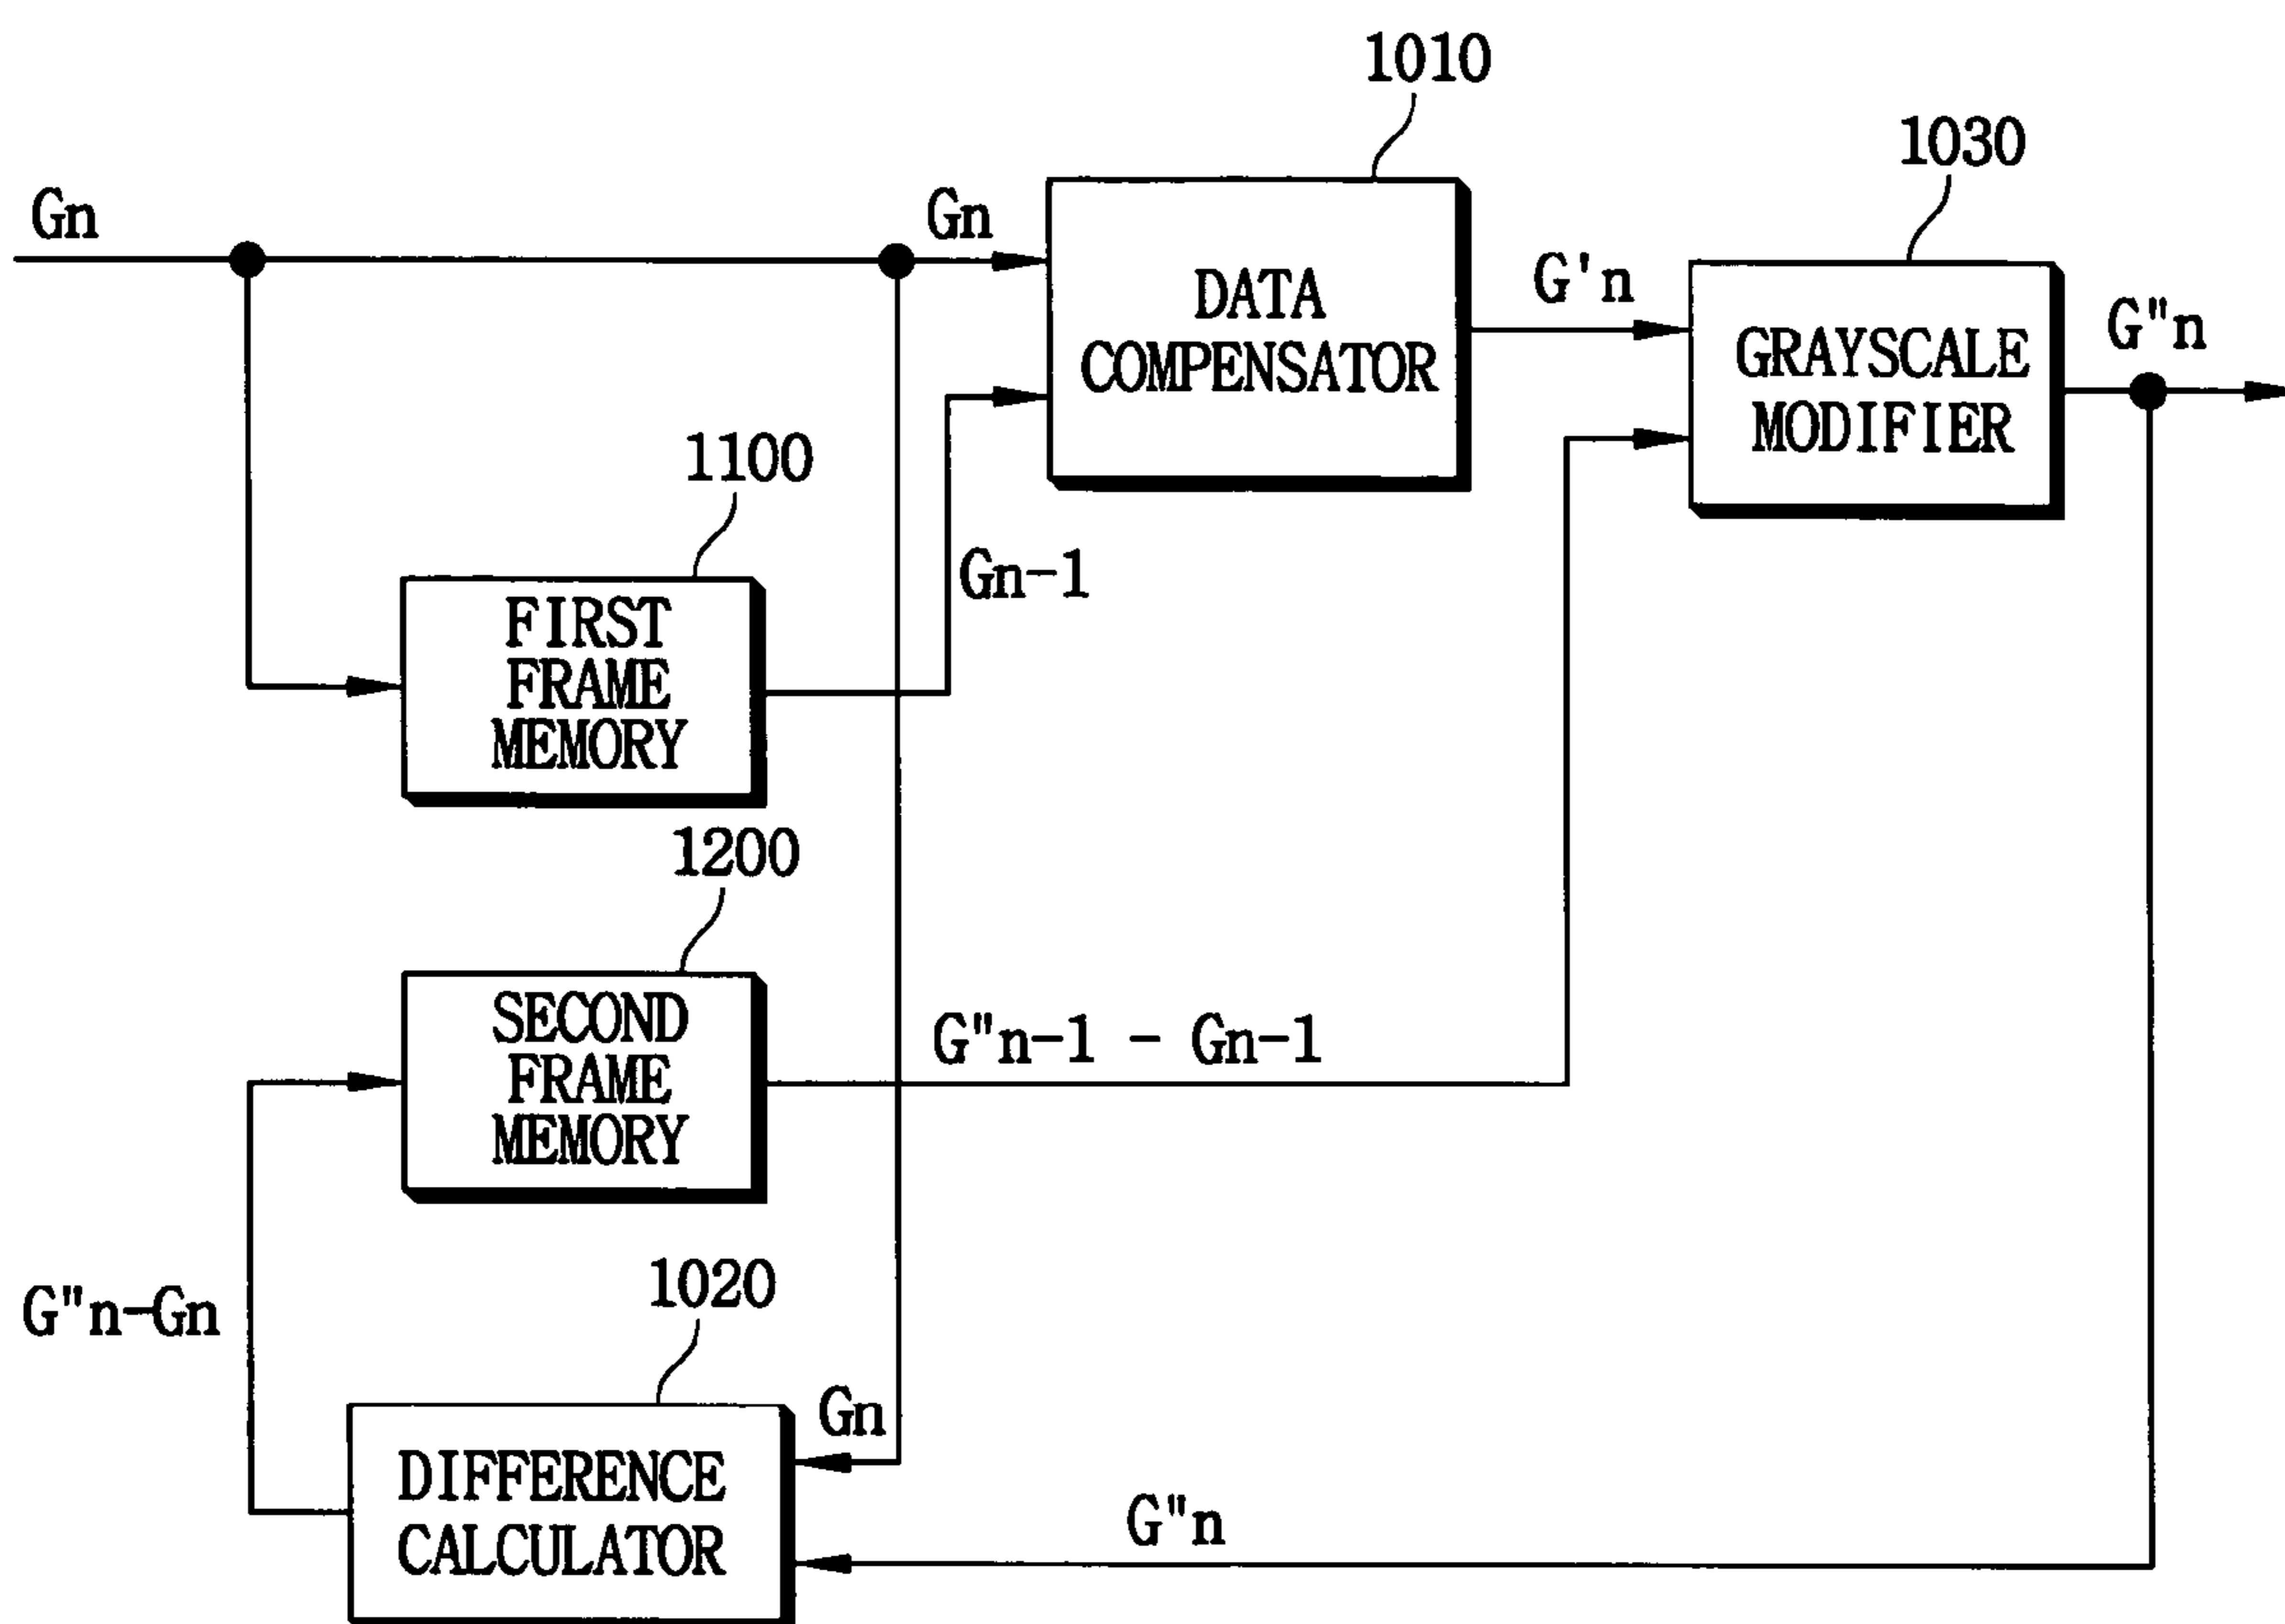 1010
1030
Gn
Gn
DATA
COMPENSATOR
G'n
GRAYSCALE
MODIFIER
G"n
1100
Gn-1
FIRST
FRAME
MEMORY
1200
SECOND
FRAME
MEMORY
G"n-1 - Gn-1
1020
G"n-Gn
Gn
DIFFERENCE
CALCULATOR
G"n